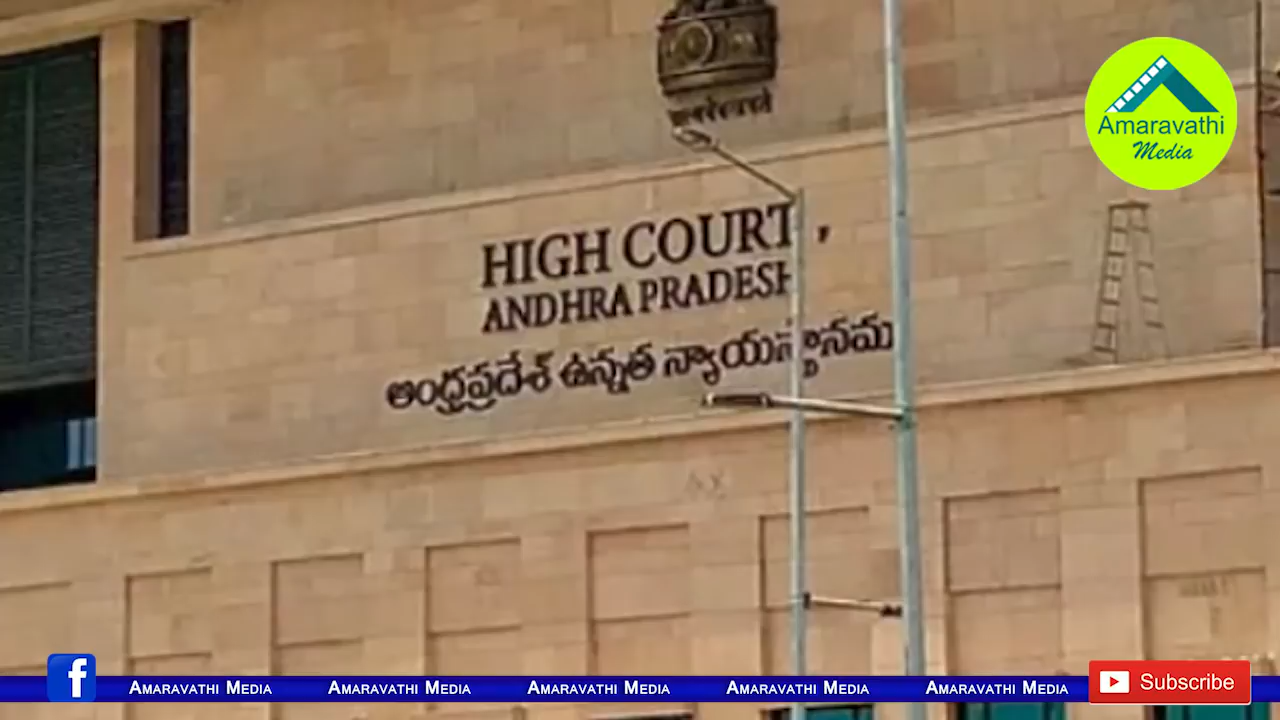 Amaravathi
Media
HIGH COURT,
ANDHRA PRADESH
ఆంధ్రప్రదేశ్ ఉన్నత న్యాయస్థానము
f
Amaravathi Media Amaravathi Media Amaravathi Media Amaravathi Media Amaravathi Media
Subscribe